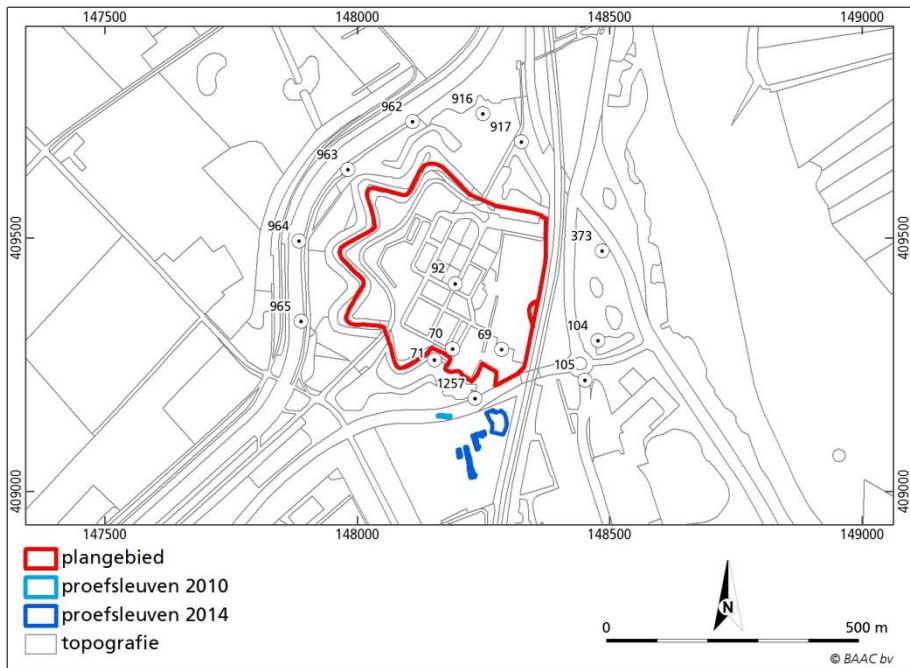 147500 148000 148500 149000
916
962
917
963
964
373
409500 409500
92
965
70 69 104
71
105
1257
409000 409000
147500 148000 148500 149000
plangebied
proefsleuven 2010
proefsleuven 2014
topografie
N
0 500 m
© BAAC bv